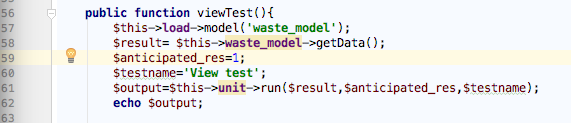 56 public function viewTest(){
57 $this->load->model('waste_model');
58 $result= $this->waste_model->getData();
59 $anticipated_res=1;
60 $testname='View test';
61 $output=$this->unit->run($result,$anticipated_res,$testname);
62 echo $output;
63